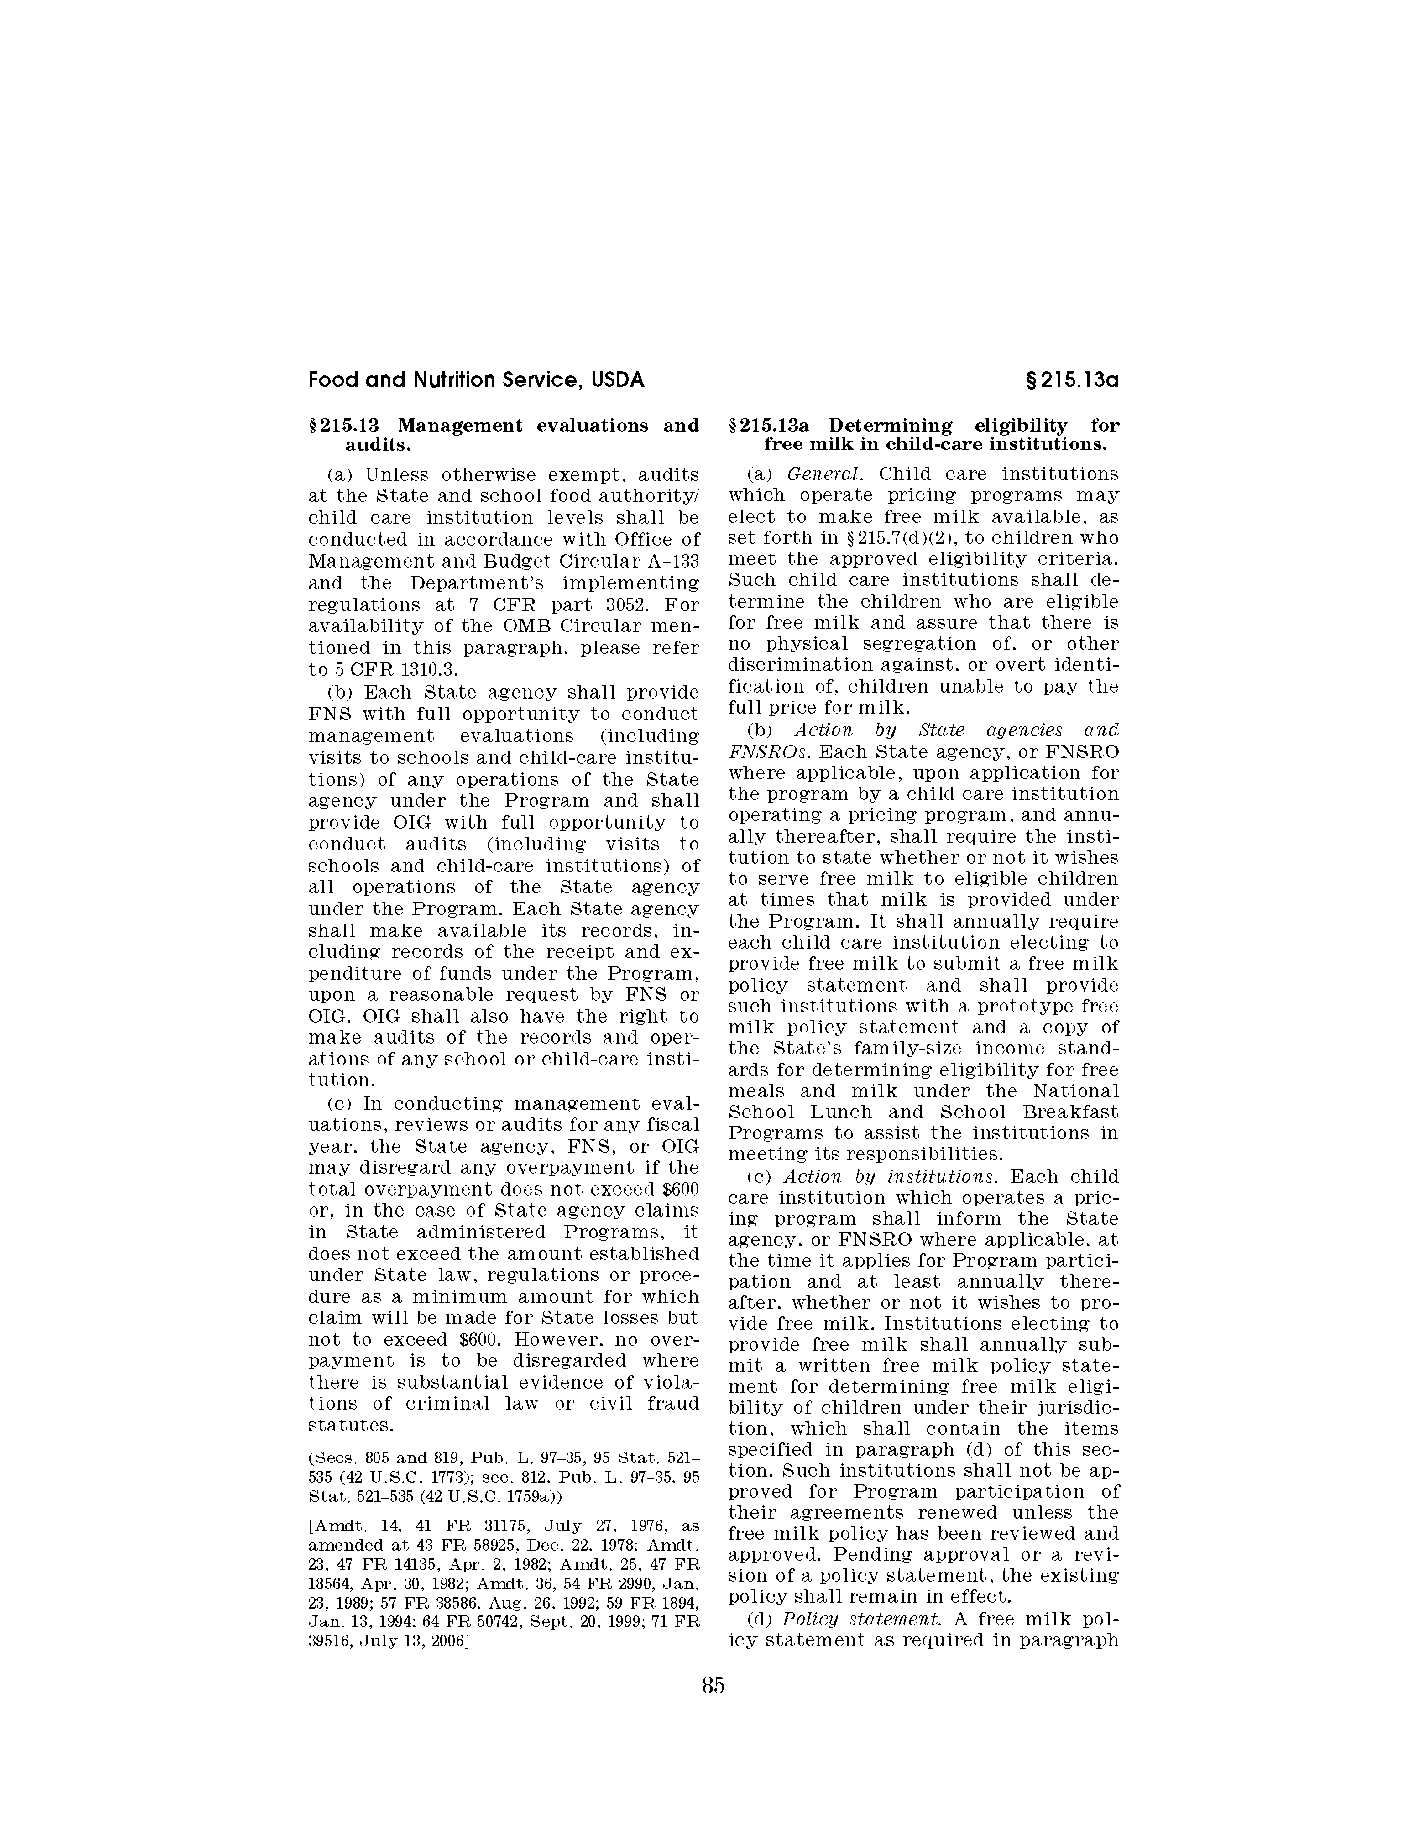 Food and Nutrition Service, USDA
§ 215.13a
§ 215.13 Management evaluations and
audits.
(a) Unless otherwise exempt, audits
at the State and school food authority/
child care institution levels shall be
conducted in accordance with Office of
Management and Budget Circular A–133
and the Department's implementing
regulations at 7 CFR part 3052. For
availability of the OMB Circular men-
tioned in this paragraph, please refer
to 5 CFR 1310.3.
(b) Each State agency shall provide
FNS with full opportunity to conduct
management evaluations (including
visits to schools and child-care institu-
tions) of any operations of the State
agency under the Program and shall
provide OIG with full opportunity to
conduct audits (including visits to
schools and child-care institutions) of
all operations of the State agency
under the Program. Each State agency
shall make available its records, in-
cluding records of the receipt and ex-
penditure of funds under the Program,
upon a reasonable request by FNS or
OIG. OIG shall also have the right to
make audits of the records and oper-
ations of any school or child-care insti-
tution.
(c) In conducting management eval-
uations, reviews or audits for any fiscal
year, the State agency, FNS, or OIG
may disregard any overpayment if the
total overpayment does not exceed $600
or, in the case of State agency claims
in State administered Programs, it
does not exceed the amount established
under State law, regulations or proce-
dure as a minimum amount for which
claim will be made for State losses but
not to exceed $600. However, no over-
payment is to be disregarded where
there is substantial evidence of viola-
tions of criminal law or civil fraud
statutes.
(Secs. 805 and 819, Pub. L. 97–35, 95 Stat. 521–
535 (42 U.S.C. 1773); sec. 812, Pub. L. 97–35, 95
Stat. 521–535 (42 U.S.C. 1759a))
[Amdt. 14, 41 FR 31175, July 27, 1976, as
amended at 43 FR 58925, Dec. 22, 1978; Amdt.
23, 47 FR 14135, Apr. 2, 1982; Amdt. 25, 47 FR
18564, Apr. 30, 1982; Amdt. 36, 54 FR 2990, Jan.
23, 1989; 57 FR 38586, Aug. 26, 1992; 59 FR 1894,
Jan. 13, 1994; 64 FR 50742, Sept. 20, 1999; 71 FR
39516, July 13, 2006]
§ 215.13a Determining eligibility for
free milk in child-care institutions.
(a) General. Child care institutions
which operate pricing programs may
elect to make free milk available, as
set forth in § 215.7(d)(2), to children who
meet the approved eligibility criteria.
Such child care institutions shall de-
termine the children who are eligible
for free milk and assure that there is
no physical segregation of, or other
discrimination against, or overt identi-
fication of, children unable to pay the
full price for milk.
(b) Action by State agencies and
FNSROs. Each State agency, or FNSRO
where applicable, upon application for
the program by a child care institution
operating a pricing program, and annu-
ally thereafter, shall require the insti-
tution to state whether or not it wishes
to serve free milk to eligible children
at times that milk is provided under
the Program. It shall annually require
each child care institution electing to
provide free milk to submit a free milk
policy statement and shall provide
such institutions with a prototype free
milk policy statement and a copy of
the State's family-size income stand-
ards for determining eligibility for free
meals and milk under the National
School Lunch and School Breakfast
Programs to assist the institutions in
meeting its responsibilities.
(c) Action by institutions. Each child
care institution which operates a pric-
ing program shall inform the State
agency, or FNSRO where applicable, at
the time it applies for Program partici-
pation and at least annually there-
after, whether or not it wishes to pro-
vide free milk. Institutions electing to
provide free milk shall annually sub-
mit a written free milk policy state-
ment for determining free milk eligi-
bility of children under their jurisdic-
tion, which shall contain the items
specified in paragraph (d) of this sec-
tion. Such institutions shall not be ap-
proved for Program participation of
their agreements renewed unless the
free milk policy has been reviewed and
approved. Pending approval or a revi-
sion of a policy statement, the existing
policy shall remain in effect.
(d) Policy statement. A free milk pol-
icy statement as required in paragraph
85